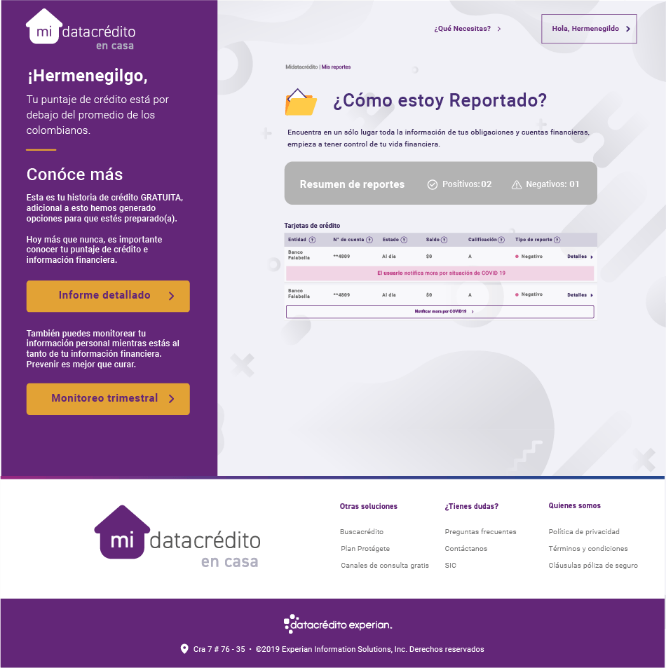 mi datacrédito
en casa
¡Hermenegilgo,
Tu puntaje de crédito está por
debajo del promedio de los
colombianos.
Conóce más
Esta es tu historia de crédito GRATUITA,
adicional a esto hemos generado
opciones para que estés preparado(a).
Hoy más que nunca, es importante
conocer tu puntaje de crédito e
información financiera.
Informe detallado
También puedes monitorear tu
información personal mientras estás al
tanto de tu información financiera.
Prevenir es mejor que curar.
Monitoreo trimestral
¿Qué Necesitas?
Hola, Hermenegildo
Midatacrédito | Mis reportes
¿Cómo estoy Reportado?
Encuentra en un sólo lugar toda la información de tus obligaciones y cuentas financieras,
empieza a tener control de tu vida financiera.
Resumen de reportes Positivos: 02 Negativos: 01
Tarjetas de crédito
Entidad ? N° de cuenta ? Estado ? Saldo ? Calificación ? Tipo de reporte ?
Banco
Falabella **4509 Al día $0 A Negativo Detalles
El usuario notifica mora por situación de COVID 19
Banco
Falabella **4509 Al día $0 A Negativo Detalles
Notificar mora por COVID19
mi datacrédito
en casa
Otras soluciones
Buscacrédito
Plan Protégete
Canales de consulta gratis
¿Tienes dudas?
Preguntas frecuentes
Contáctanos
SIC
Quienes somos
Política de privacidad
Términos y condiciones
Cláusulas póliza de seguro
datacrédito experian.
Cra 7 # 76 - 35 • ©2019 Experian Information Solutions, Inc. Derechos reservados